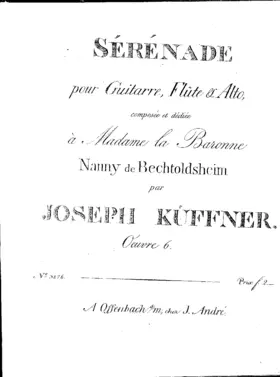 SÉRÉNADE
pour Guitarre, Flûte & Alto,
composée et dédiée
à Madame la Baronne
Nanny de Bechtoldsheim
par
JOSEPH KÜFFNER.
Oeuvre 6.
Prix f 2
A Offenbach s/m, chez J. André